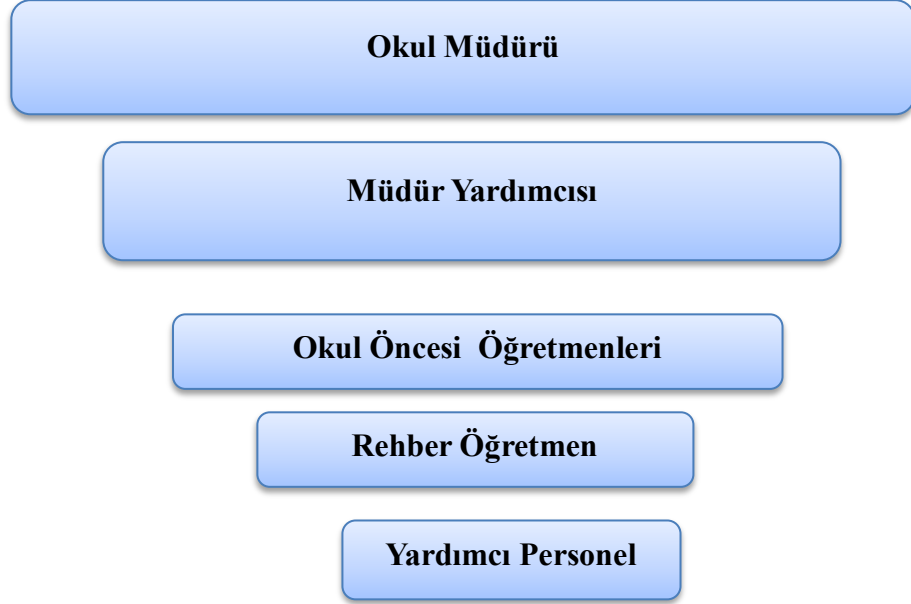 Okul Müdürü
Müdür Yardımcısı
Okul Öncesi  Öğretmenleri
Rehber Öğretmen
Yardımcı Personel